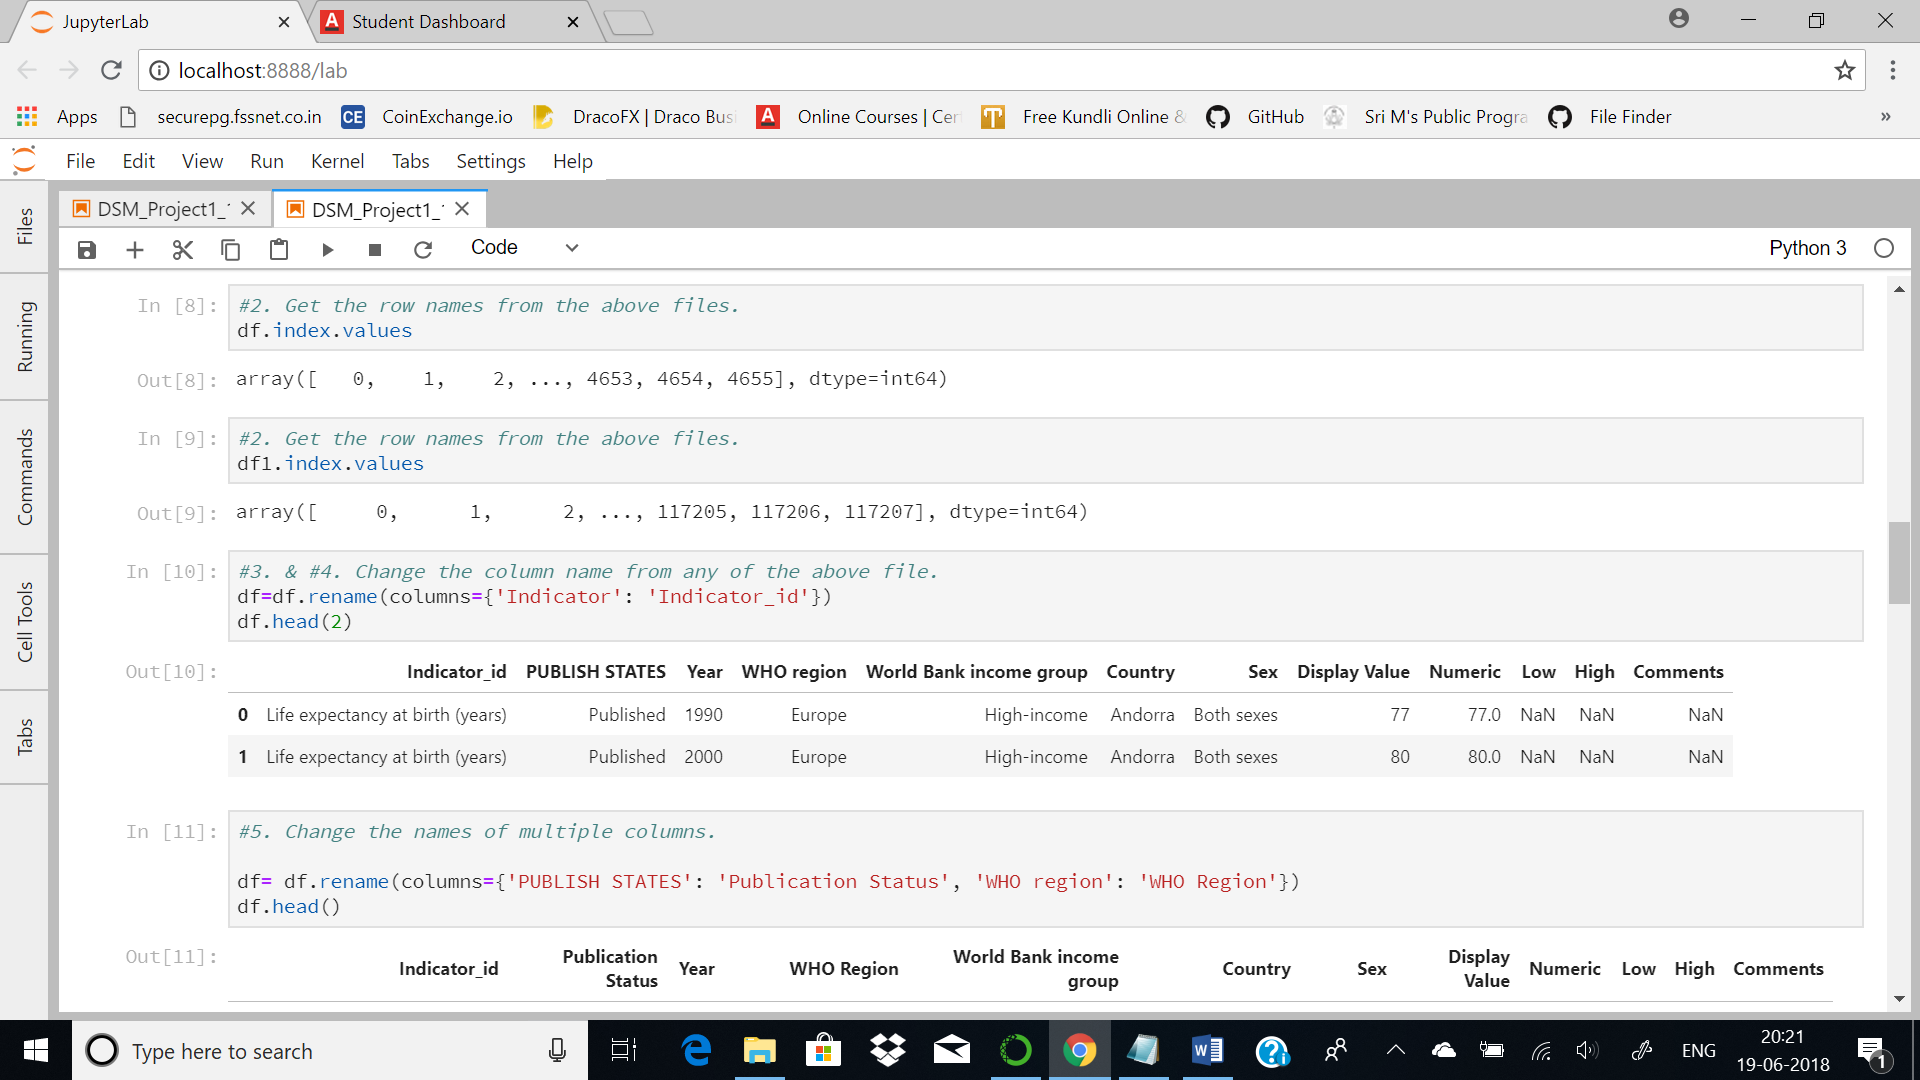 JupyterLab
Student Dashboard
localhost:8888/lab
Apps securepg.fssnet.co.in CE CoinExchange.io DracoFX | Draco Busi Online Courses | Cer Free Kundli Online & GitHub Sri M's Public Progra File Finder »
File Edit View Run Kernel Tabs Settings Help
DSM_Project1_ DSM_Project1_
Code Python 3
Files
Running
Commands
Cell Tools
Tabs
In [8]: #2. Get the row names from the above files.
df.index.values
Out[8]: array([ 0, 1, 2, ..., 4653, 4654, 4655], dtype=int64)
In [9]: #2. Get the row names from the above files.
df1.index.values
Out[9]: array([ 0, 1, 2, ..., 117205, 117206, 117207], dtype=int64)
In [10]: #3. & #4. Change the column name from any of the above file.
df=df.rename(columns={'Indicator': 'Indicator_id'})
df.head(2)
Out[10]: Indicator_id PUBLISH STATES Year WHO region World Bank income group Country Sex Display Value Numeric Low High Comments
0 Life expectancy at birth (years) Published 1990 Europe High-income Andorra Both sexes 77 77.0 NaN NaN NaN
1 Life expectancy at birth (years) Published 2000 Europe High-income Andorra Both sexes 80 80.0 NaN NaN NaN
In [11]: #5. Change the names of multiple columns.
df= df.rename(columns={'PUBLISH STATES': 'Publication Status', 'WHO region': 'WHO Region'})
df.head()
Out[11]: Indicator_id Publication Status Year WHO Region World Bank income group Country Sex Display Value Numeric Low High Comments
Type here to search
ENG
20:21
19-06-2018
1